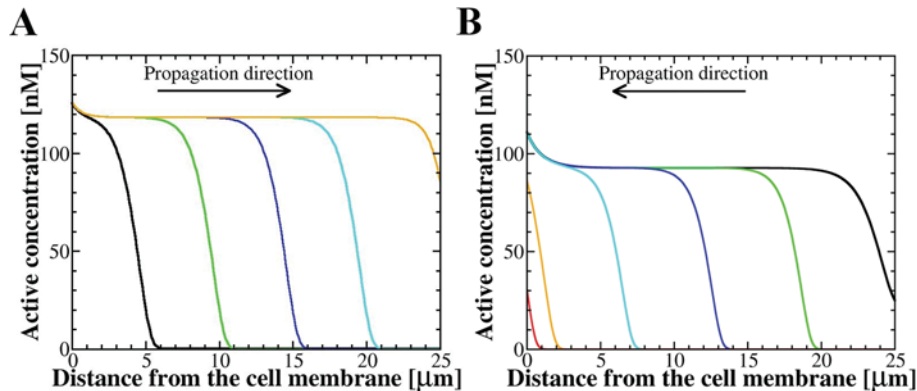 A
B
150
100
50
0
Active concentration [nM]
Propagation direction
0
5
10
15
20
25
Distance from the cell membrane [μm]
150
100
50
0
Active concentration [nM]
Propagation direction
0
5
10
15
20
25
Distance from the cell membrane [μm]